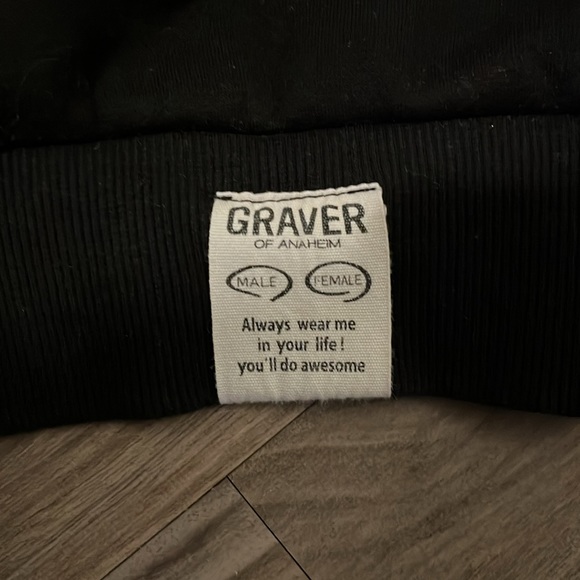 GRAVER
OF ANAHEIM
MALE FEMALE
Always wear me
in your life!
you'll do awesome